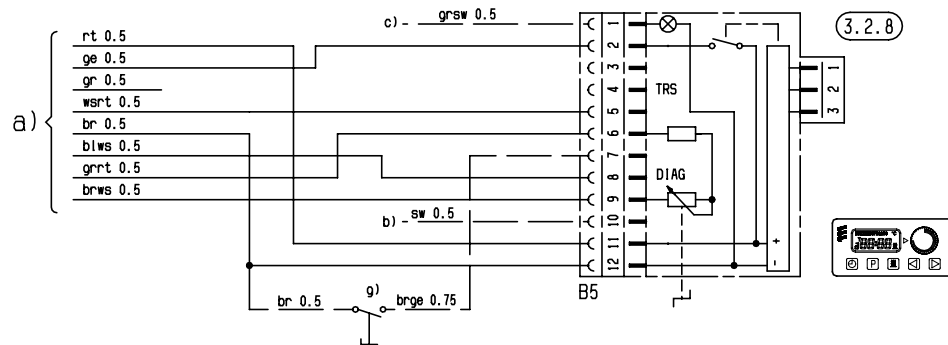 c) grsw 0.5
3.2.8
a)
rt 0.5
ge 0.5
gr 0.5
wsrt 0.5
br 0.5
blws 0.5
grrt 0.5
brws 0.5
b) sw 0.5
1
2
3
4
5
6
7
8
9
10
11
12
TRS
DIAG
1
2
3
+
-
B5
g)
br 0.5
brge 0.75
P